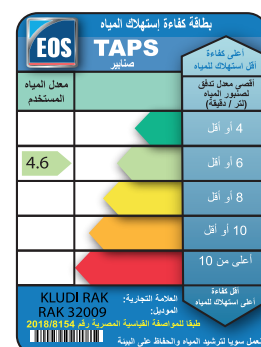 بطاقة كفاءة إستهلاك المياه
EOS
TAPS
صنابير
أعلى كفاءة
أقل استهلاك للمياه
معدل المياه
المستخدم
أقصي معدل تدفق
لصنبور المياه
(لتر / دقيقة)
4 أو أقل
4.6
6 أو أقل
8 أو أقل
10 أو أقل
أعلى من 10
أقل كفاءة
أعلى استهلاك للمياه
العلامة التجارية: KLUDI RAK
الموديل: RAK 32009
طبقا للمواصفة القياسية المصرية رقم 2018/8154
لنعمل سويا لترشيد المياه والحفاظ على البيئة